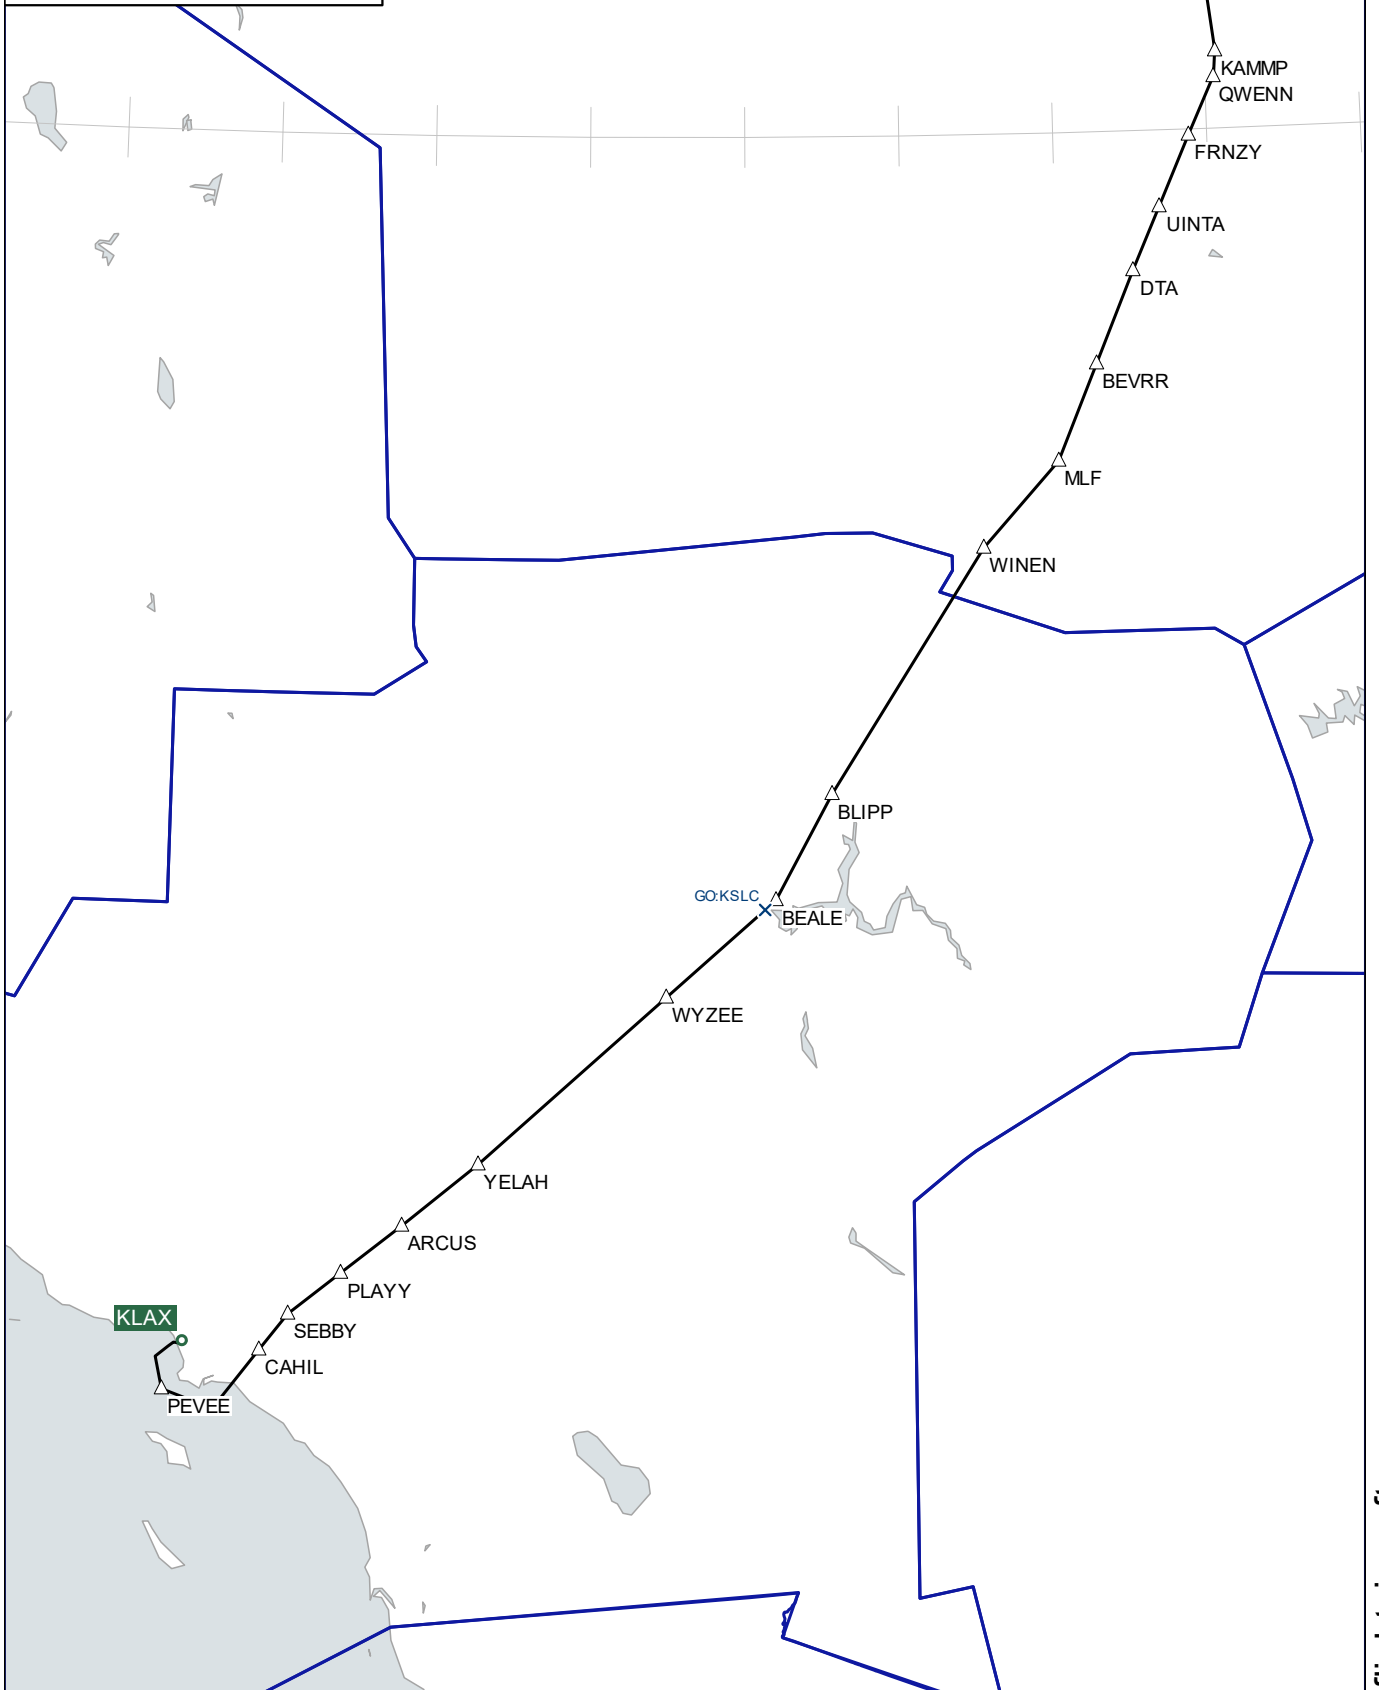 KAMMP
QWENN
FRNZY
UINTA
DTA
BEVRR
MLF
WINEN
BLIPP
GO:KSLC
BEALE
WYZEE
YELAH
ARCUS
PLAYY
KLAX
SEBBY
CAHIL
PEVEE